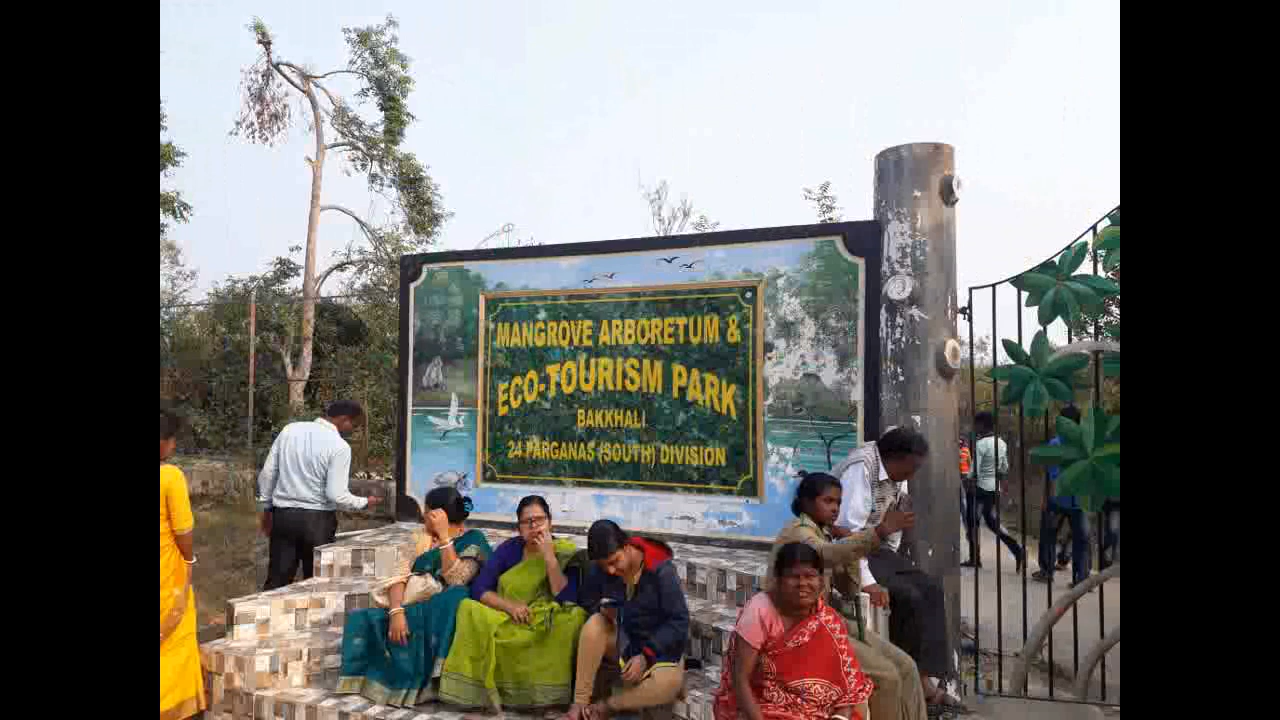 MANGROVE ARBORETUM &
ECO-TOURISM PARK
BAKKHALI
24 PARGANAS (SOUTH) DIVISION